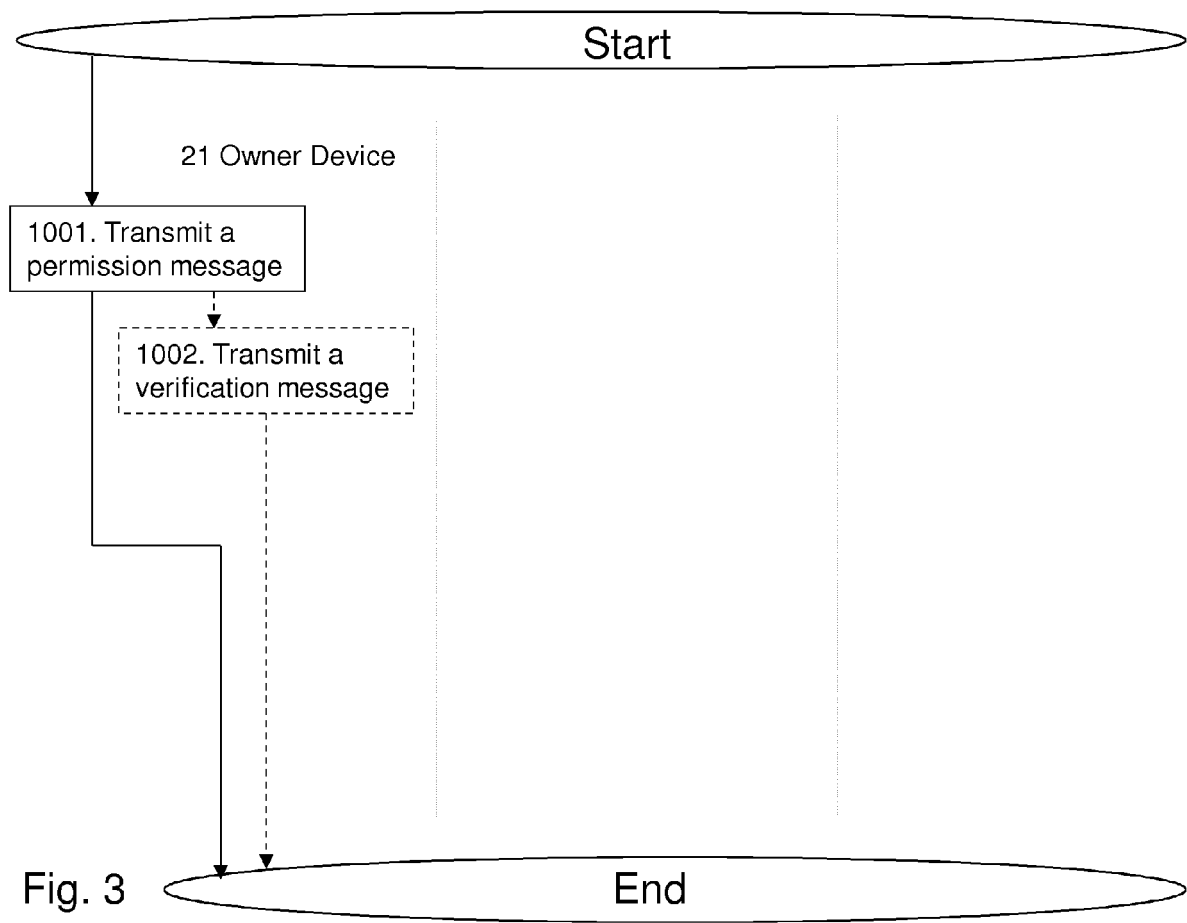 Start
21 Owner Device
1001. Transmit a
permission message
1002. Transmit a
verification message
Fig. 3
End